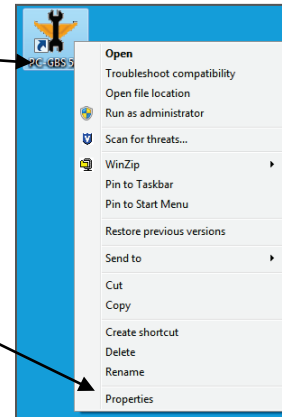 PC-GBS 5
Open
Troubleshoot compatibility
Open file location
Run as administrator
Scan for threats...
WinZip
Pin to Taskbar
Pin to Start Menu
Restore previous versions
Send to
Cut
Copy
Create shortcut
Delete
Rename
Properties